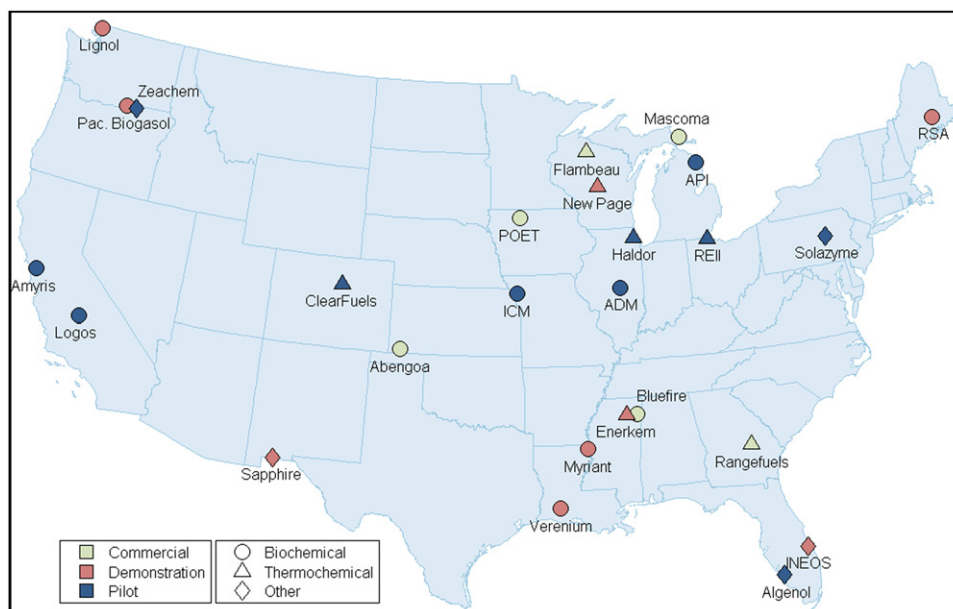 Lignol
Zeachem
Pac. Biogasol
Mascoma
RSA
Flambeau
API
New Page
POET
Haldor
REII
Solazyme
Amyris
ClearFuels
ICM
ADM
Logos
Abengoa
Bluefire
Enerkem
Myriant
Rangefuels
Sapphire
Verenium
INEOS
Algenol
Commercial
Demonstration
Pilot
Biochemical
Thermochemical
Other